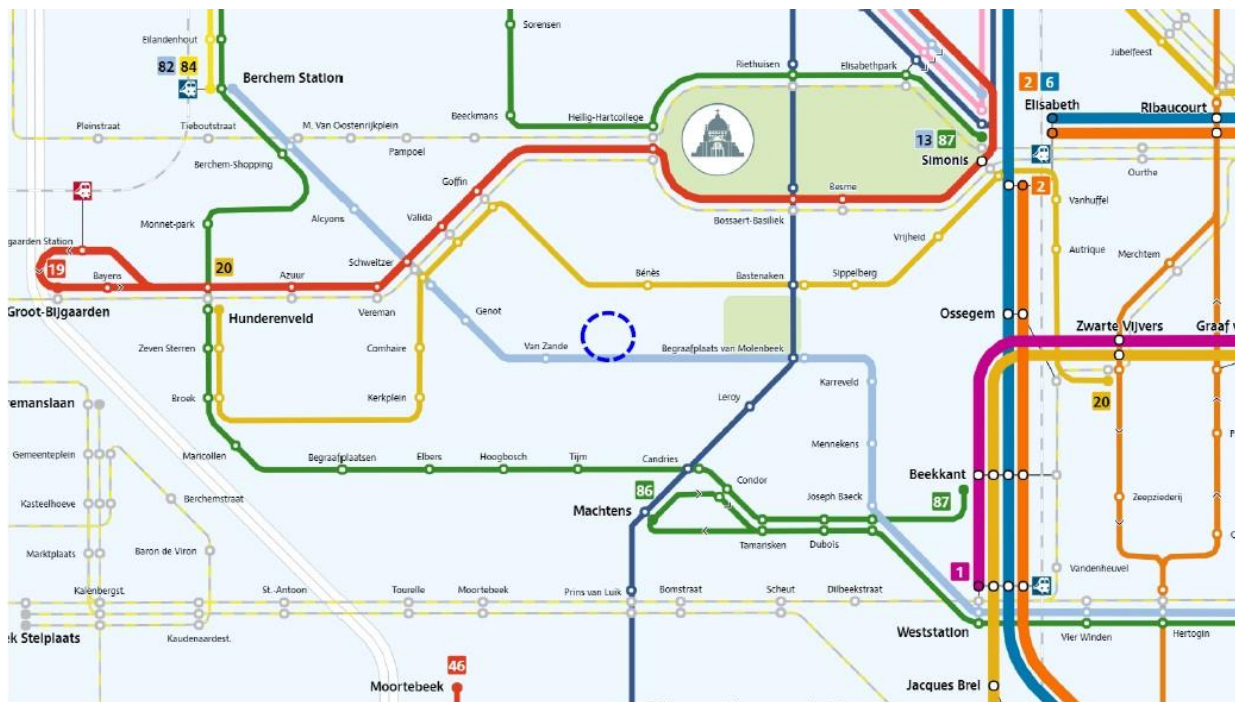 Eilandenhout
82 84
Berchem Station
Sorensen
Riethuisen
Elisabethpark
Jubelfeest
2 6
Elisabeth
Ribaucourt
Pleinstraat
Tieboutstraat
M. Van Oostenrijkplein
Beeckmans
Heilig-Hartcollege
Pampoel
13 87
Simonis
Berchem-Shopping
Goffin
Besme
2
Ourthe
Vanhuffel
Monnet-park
Alcyons
Valida
Bossaert-Basiliek
Vrijheid
gaarden Station
Schweitzer
Autrique
Merchtem
19
Bayens
20
Azuur
Bénès
Bastenaken
Sippelberg
Groot-Bijgaarden
Hunderenveld
Vereman
Genot
Ossegem
Zwarte Vijvers
Graaf v
Zeven Sterren
Comhaire
Van Zande
Begraafplaats van Molenbeek
Karreveld
Broek
Kerkplein
Leroy
20
remanslaan
Mennekens
Gemeenteplein
Maricollen
Begraafplaatsen
Elbers
Hoogbosch
Tijm
Candries
Condor
Beekkant
Kasteelhoeve
Berchemstraat
86
Machtens
Joseph Baeck
87
Zeepziederij
Marktplaats
Baron de Viron
Tamarisken
Dubois
1
Vandenheuvel
Kalenbergst.
St.-Antoon
Tourelle
Moortebeek
Prins van Luik
Bomstraat
Scheut
Dilbeekstraat
ek Stelplaats
Kaudenaardest.
Weststation
Vier Winden
Hertogin
46
Moortebeek
Jacques Brel